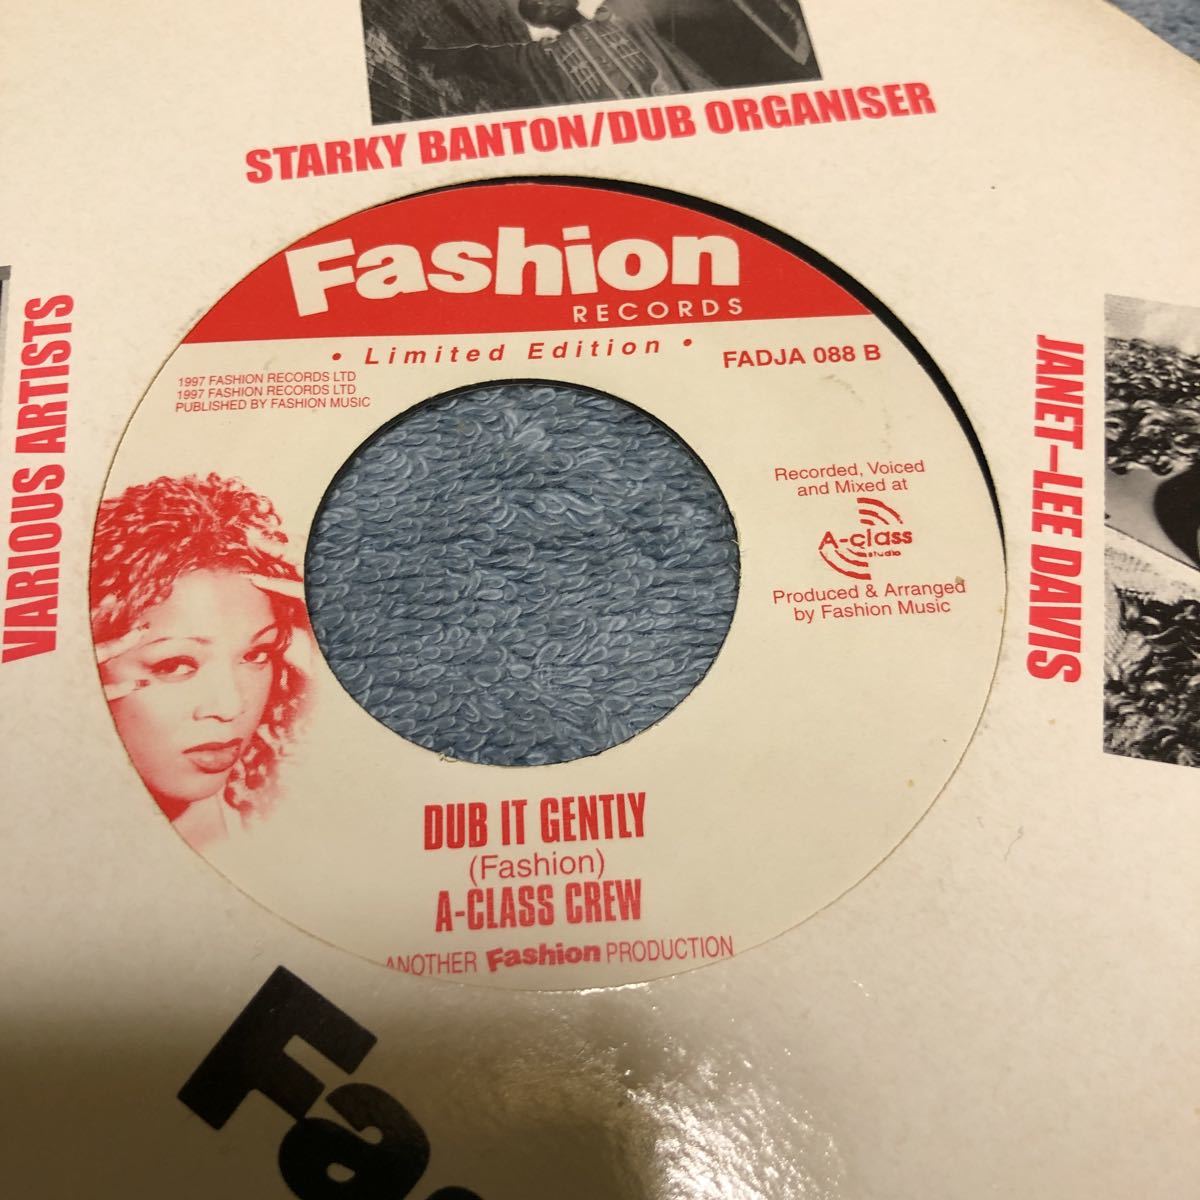 STARKY BANTON/DUB ORGANISER
Fashion
RECORDS
• Limited Edition •
FADJA 088 B
1997 FASHION RECORDS LTD
1997 FASHION RECORDS LTD
PUBLISHED BY FASHION MUSIC
VARIOUS ARTISTS
JANET-LEE DAVIS
Recorded, Voiced
and Mixed at
A-class
studio
Produced & Arranged
by Fashion Music
DUB IT GENTLY
(Fashion)
A-CLASS CREW
ANOTHER Fashion PRODUCTION
Fa